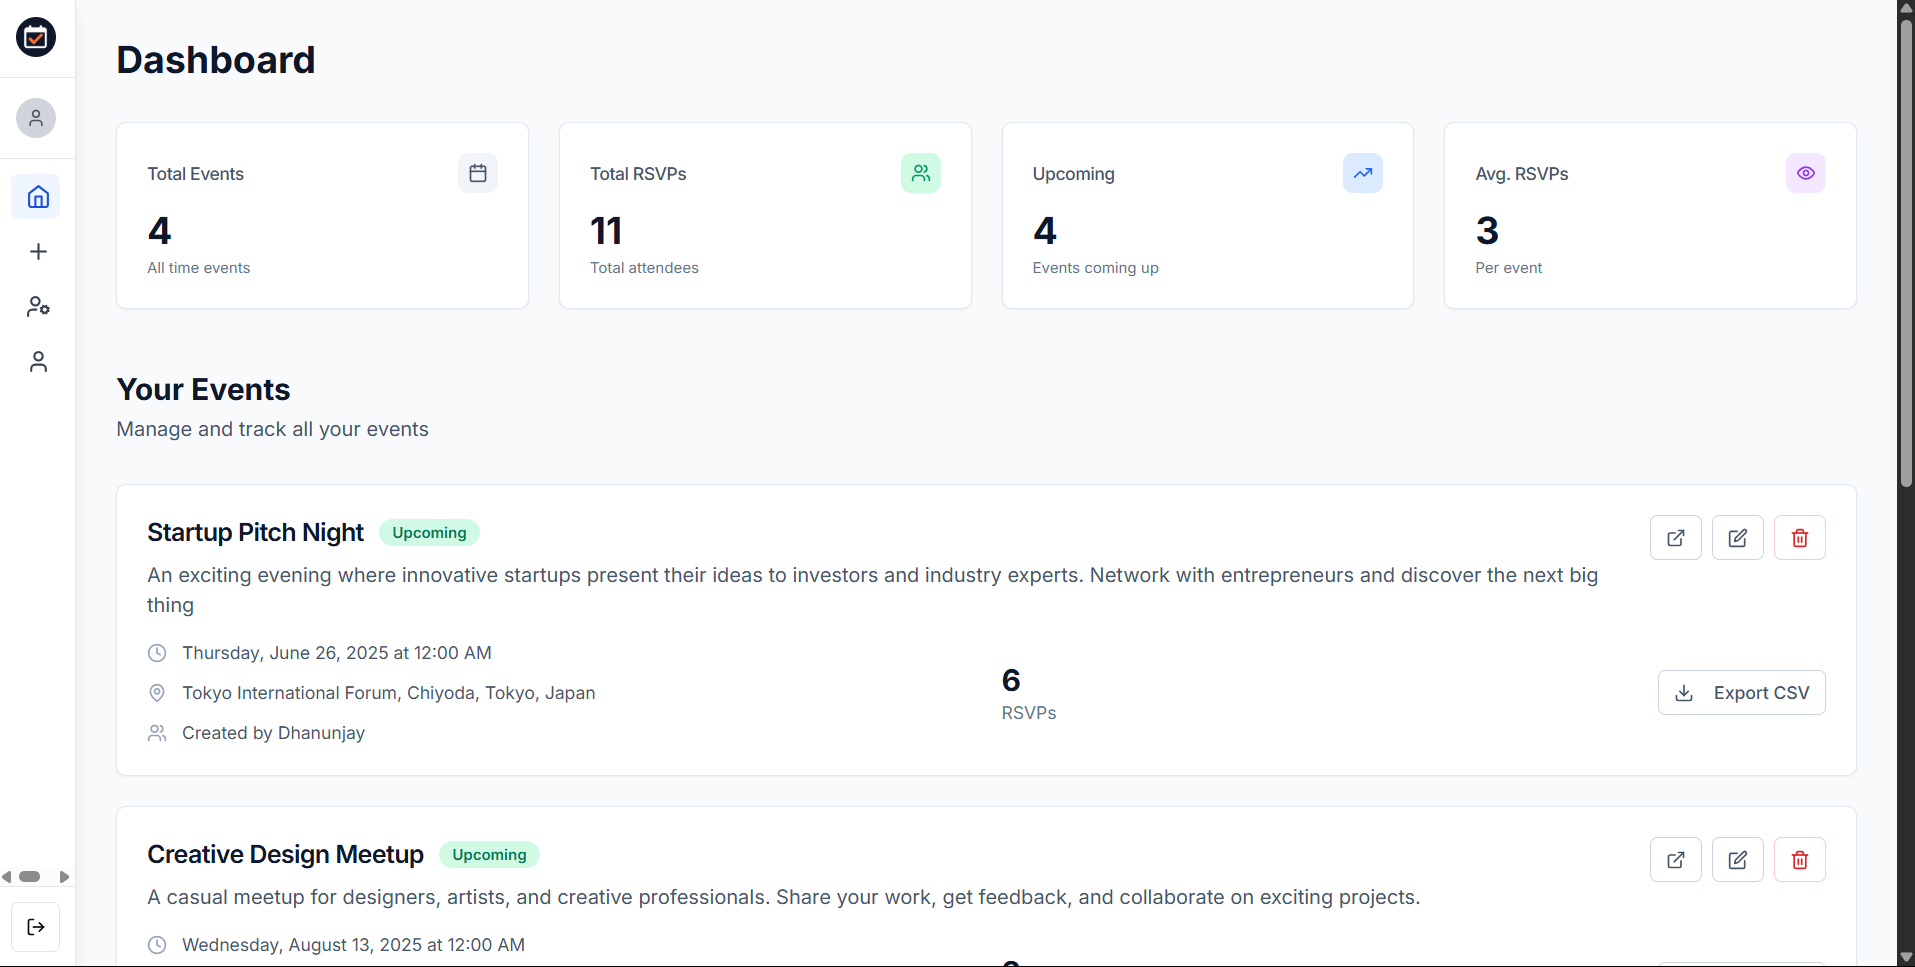 Dashboard
Total Events
4
All time events
Total RSVPs
11
Total attendees
Upcoming
4
Events coming up
Avg. RSVPs
3
Per event
Your Events
Manage and track all your events
Startup Pitch Night
Upcoming
An exciting evening where innovative startups present their ideas to investors and industry experts. Network with entrepreneurs and discover the next big
thing
Thursday, June 26, 2025 at 12:00 AM
Tokyo International Forum, Chiyoda, Tokyo, Japan
Created by Dhanunjay
6
RSVPs
Export CSV
Creative Design Meetup
Upcoming
A casual meetup for designers, artists, and creative professionals. Share your work, get feedback, and collaborate on exciting projects.
Wednesday, August 13, 2025 at 12:00 AM